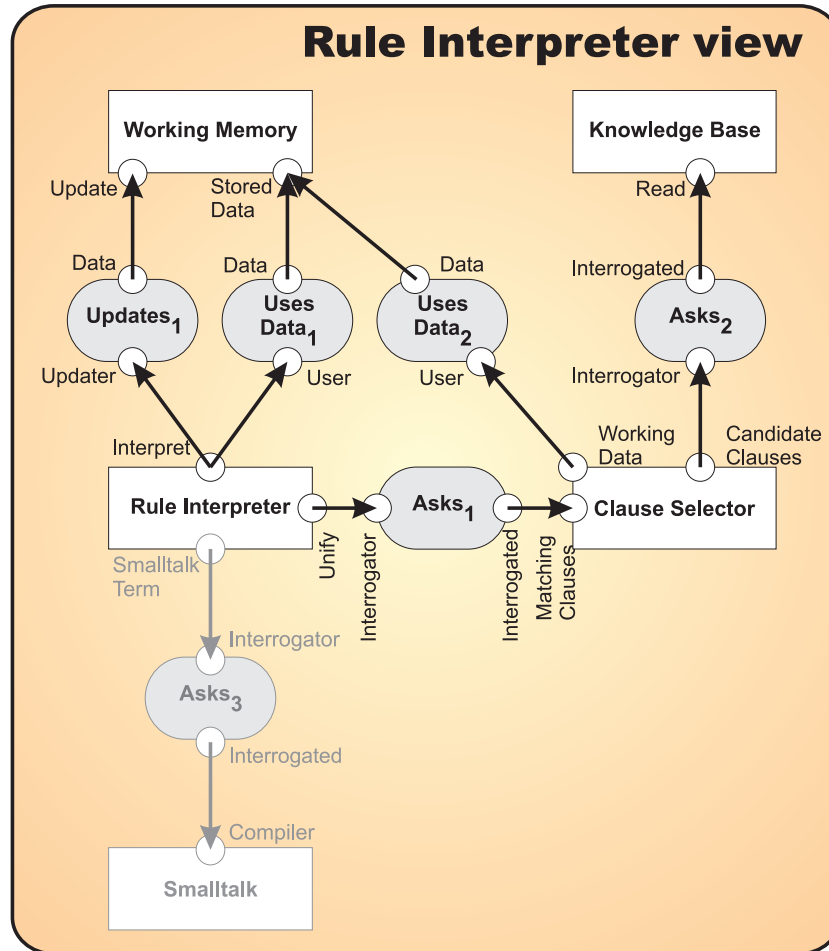 Rule Interpreter view
Working Memory
Knowledge Base
Update
Stored
Data
Read
Data
Data
Data
Interrogated
Updates1
Uses
Data1
Uses
Data2
Asks2
Updater
User
User
Interrogator
Interpret
Working
Data
Candidate
Clauses
Rule Interpreter
Asks1
Clause Selector
Smalltalk
Term
Unify
Interrogator
Interrogated
Matching
Clauses
Interrogator
Asks3
Interrogated
Compiler
Smalltalk